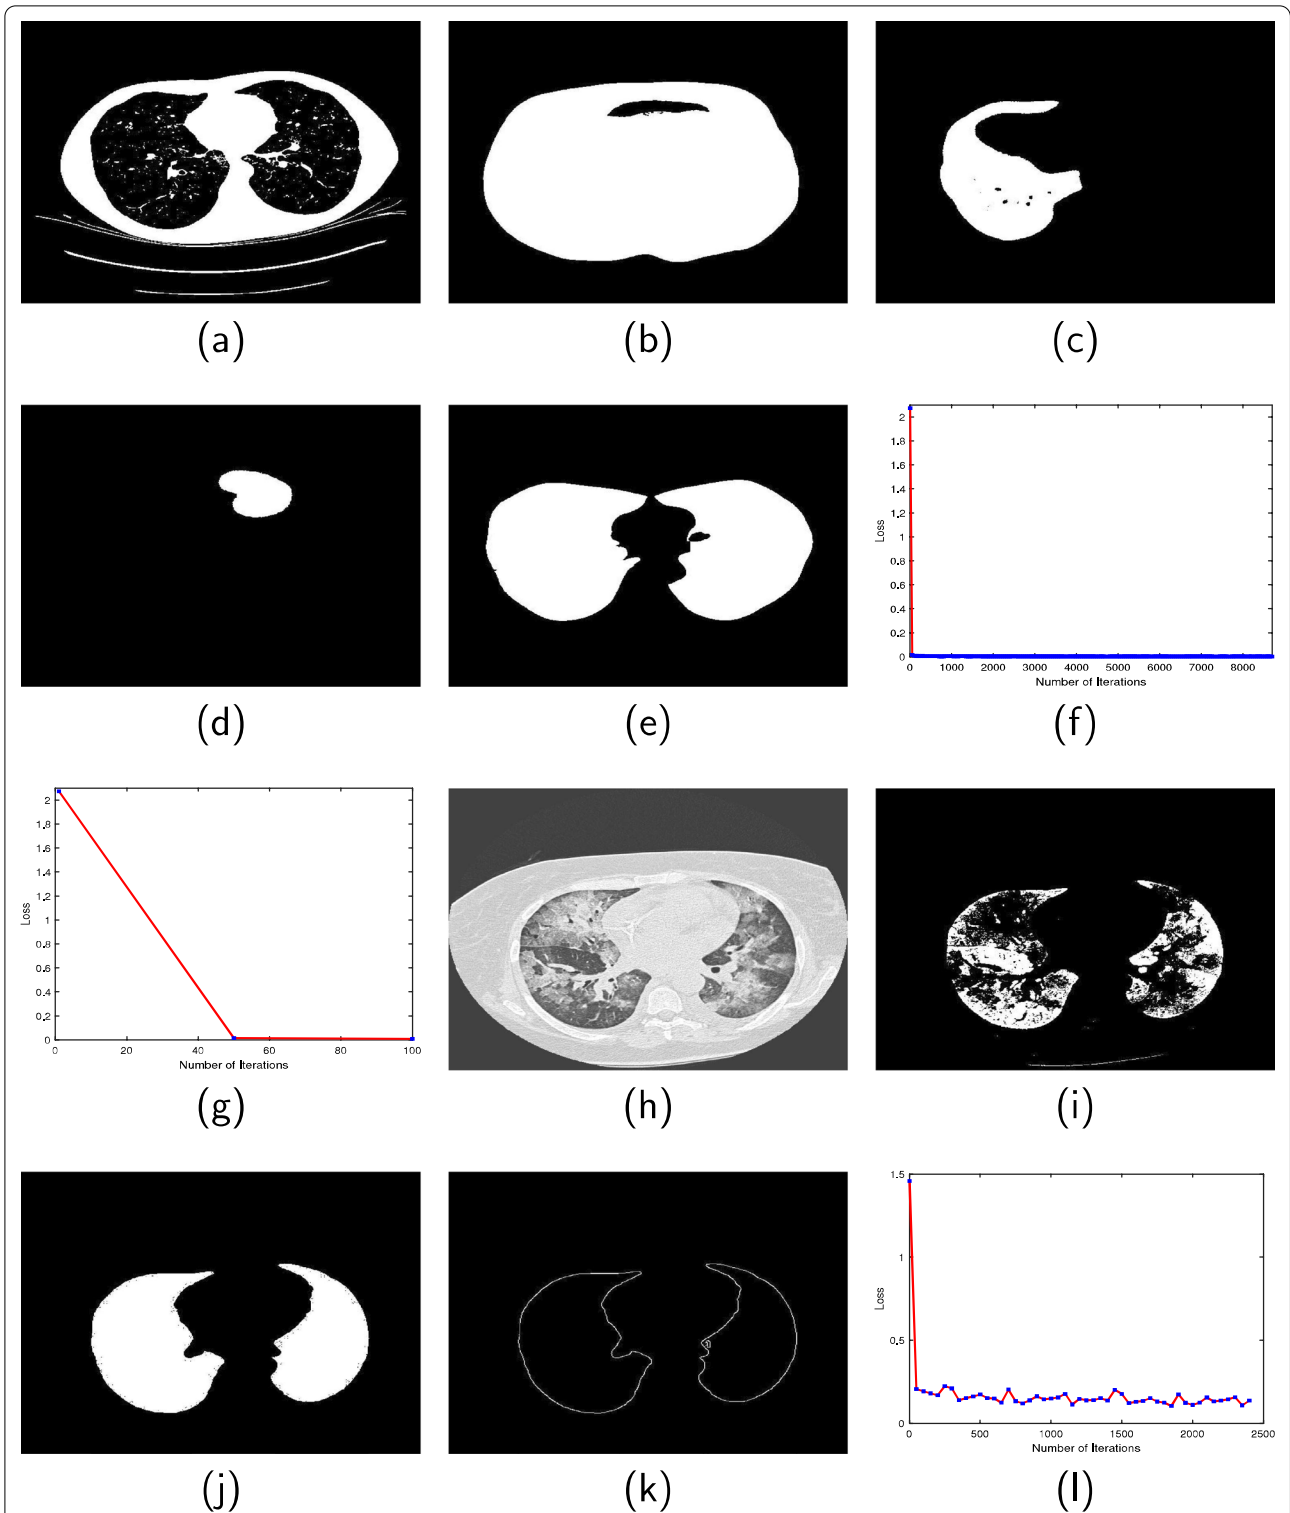 (a)
(b)
(c)
(d)
(e)
2
1.8
1.6
1.4
1.2
1
0.8
0.6
0.4
0.2
0
Loss
0 1000 2000 3000 4000 5000 6000 7000 8000
Number of Iterations
(f)
2
1.8
1.6
1.4
1.2
1
0.8
0.6
0.4
0.2
0
Loss
0 20 40 60 80 100
Number of Iterations
(g)
(h)
(i)
(j)
(k)
1.5
1
0.5
0
Loss
0 500 1000 1500 2000 2500
Number of Iterations
(l)